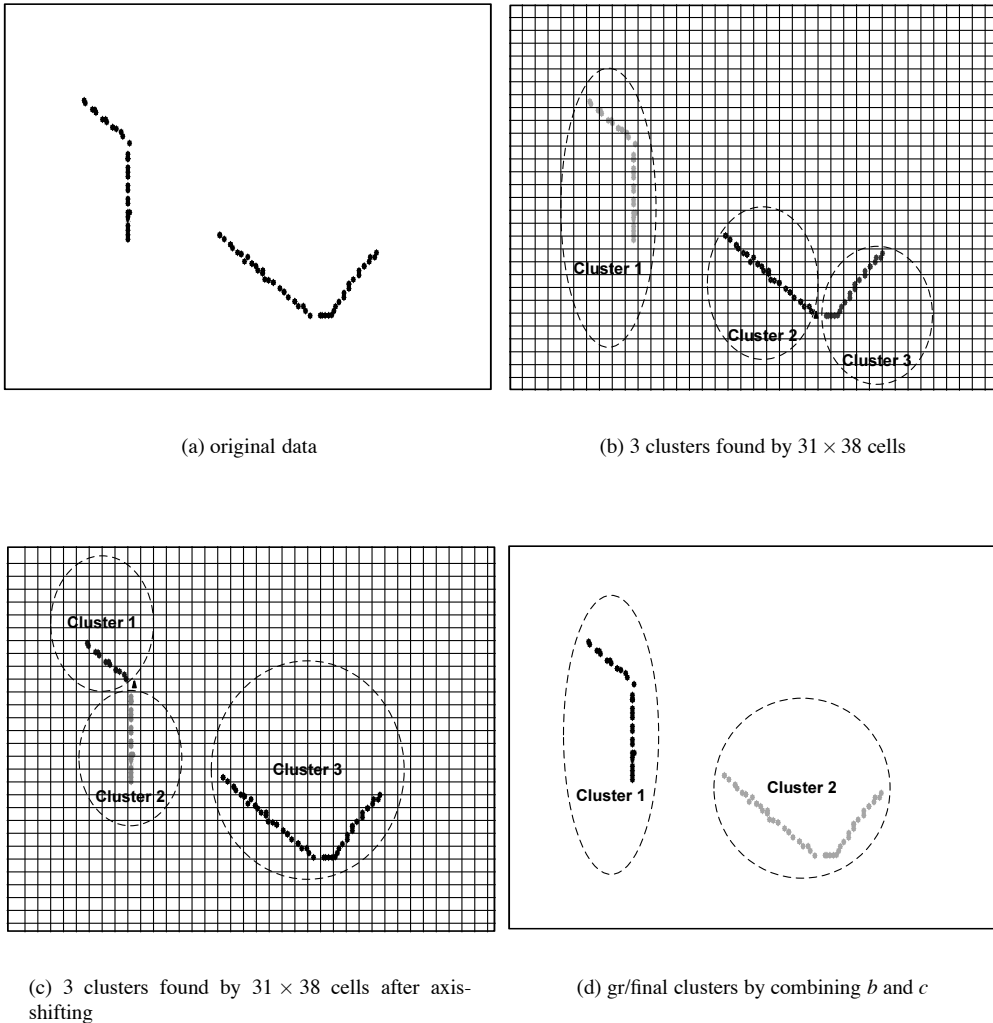 Cluster 1
Cluster 2
Cluster 3
(a) original data
(b) 3 clusters found by 31 × 38 cells
Cluster 1
Cluster 2
Cluster 3
Cluster 1
Cluster 2
(c) 3 clusters found by 31 × 38 cells after axis-
shifting
(d) gr/final clusters by combining b and c